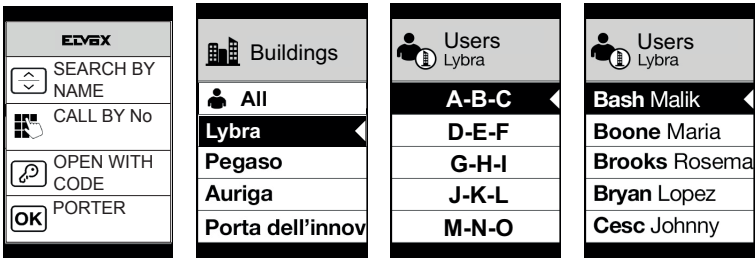 ELVOX
SEARCH BY
NAME
CALL BY No
OPEN WITH
CODE
OK PORTER
Buildings
All
Lybra
Pegaso
Auriga
Porta dell'innov
Users
Lybra
A-B-C
D-E-F
G-H-I
J-K-L
M-N-O
Users
Lybra
Bash Malik
Boone Maria
Brooks Rosema
Bryan Lopez
Cesc Johnny